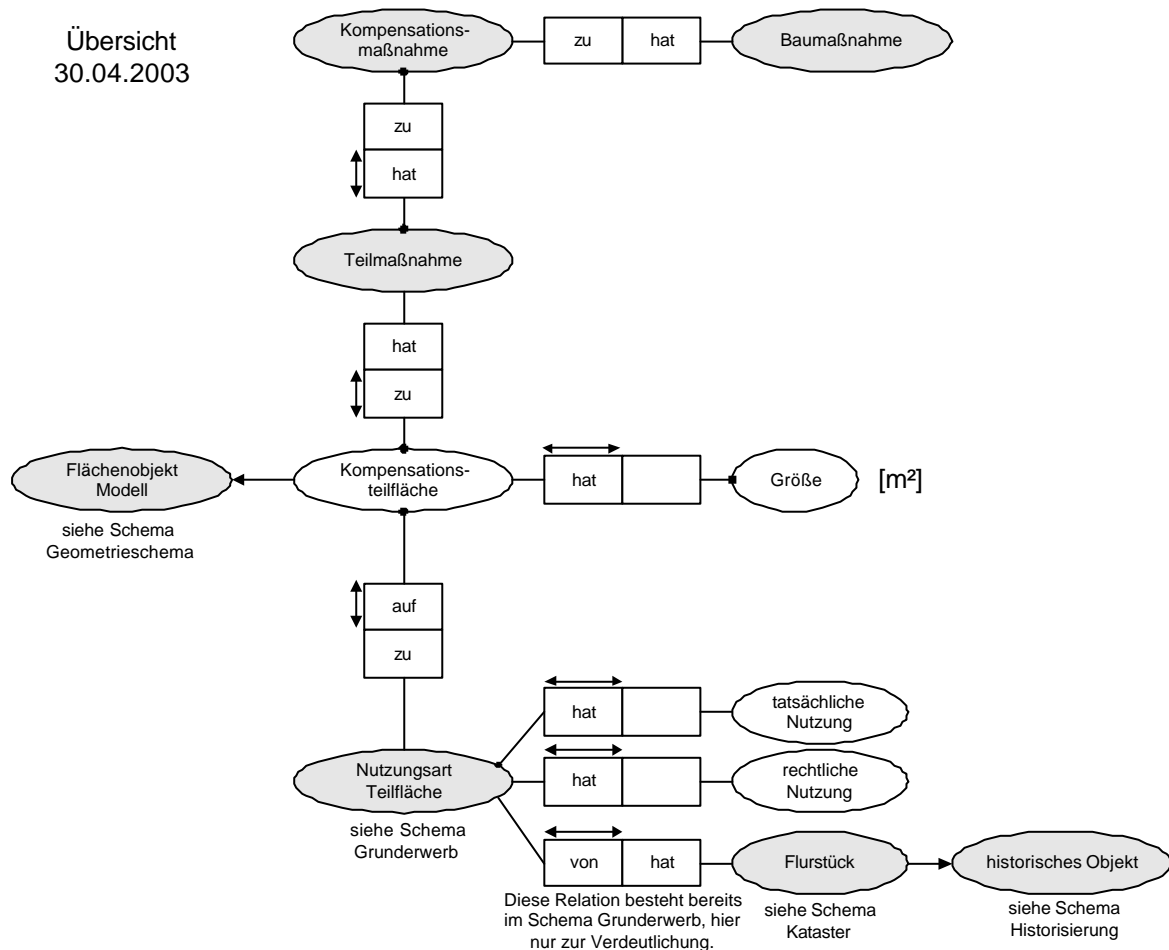 Übersicht
30.04.2003
Kompensations-
maßnahme
zu
hat
Baumaßnahme
zu
hat
Teilmaßnahme
hat
zu
Flächenobjekt
Modell
siehe Schema
Geometrieschema
Kompensations-
teilfläche
hat
Größe
[m²]
auf
zu
Nutzungsart
Teilfläche
siehe Schema
Grunderwerb
hat
tatsächliche
Nutzung
hat
rechtliche
Nutzung
von
hat
Flurstück
historisches Objekt
Diese Relation besteht bereits
im Schema Grunderwerb, hier
nur zur Verdeutlichung.
siehe Schema
Kataster
siehe Schema
Historisierung